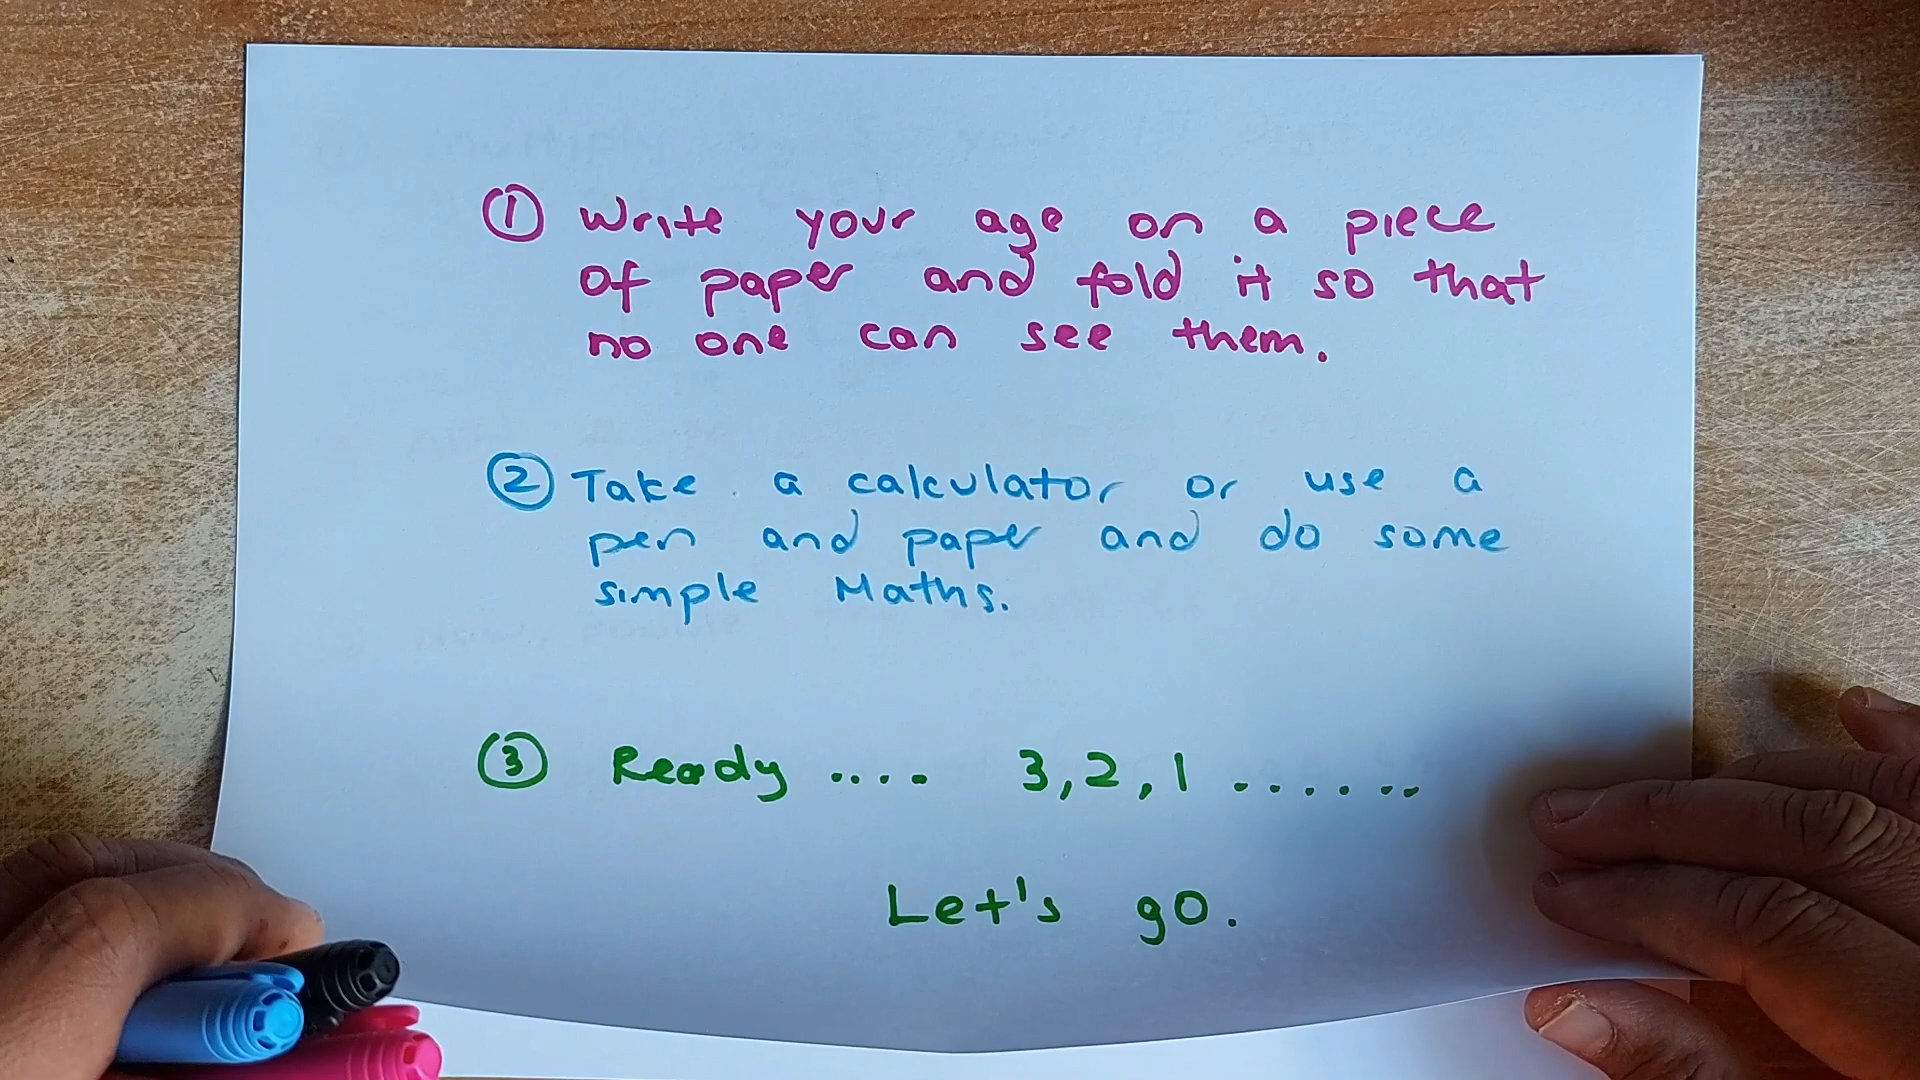 ① Write your age on a piece
of paper and fold it so that
no one can see them.
② Take a calculator or use a
pen and paper and do some
simple Maths.
③ Ready .... 3, 2, 1 ......
Let's go.